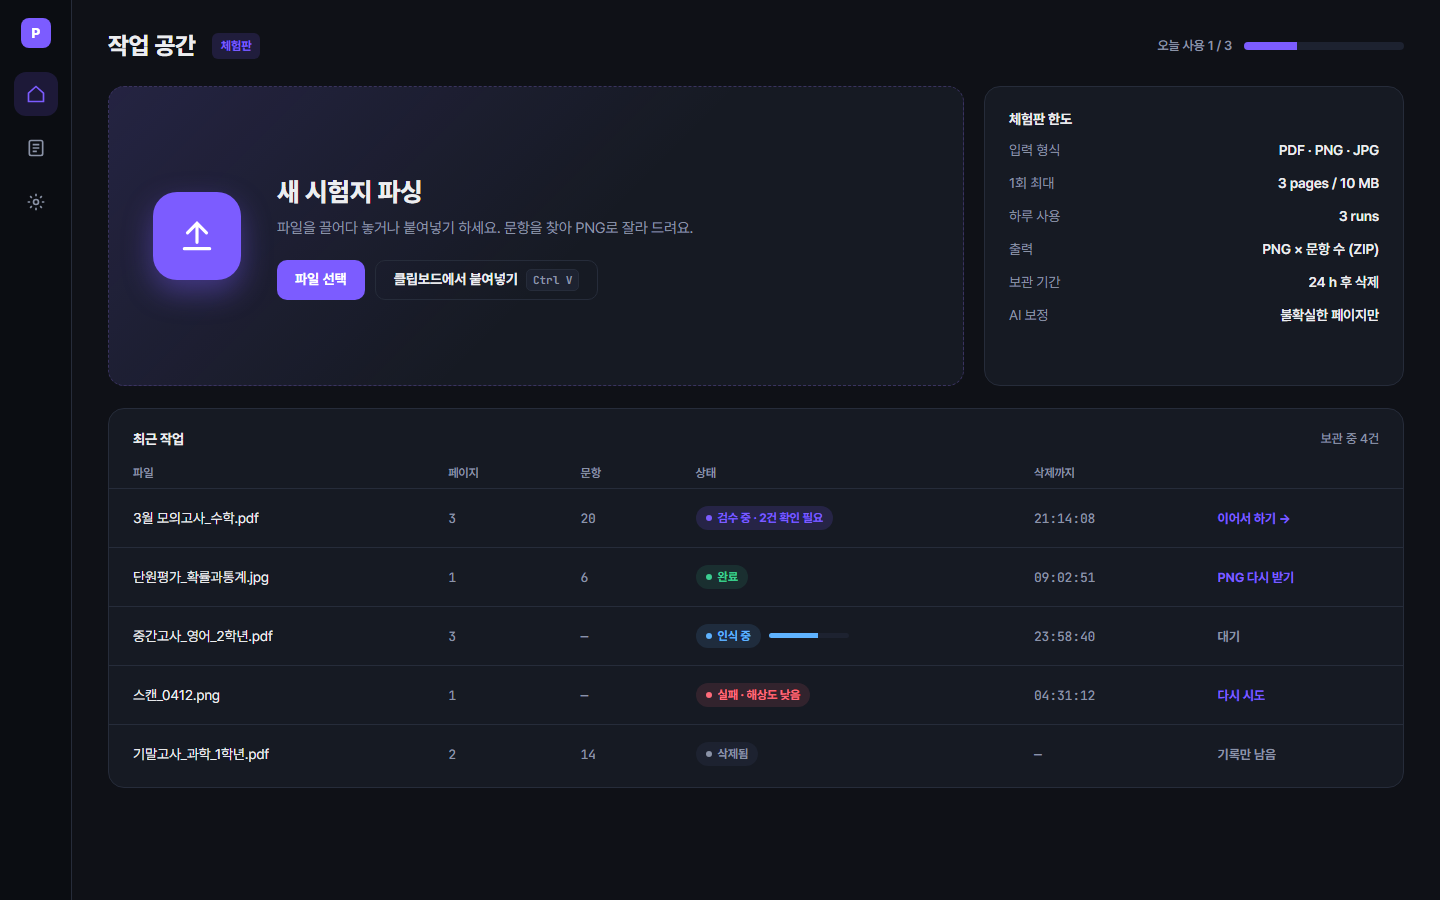 P
작업 공간 체험판
오늘 사용 1 / 3
새 시험지 파싱
파일을 끌어다 놓거나 붙여넣기 하세요. 문항을 찾아 PNG로 잘라 드려요.
파일 선택 클립보드에서 붙여넣기 Ctrl V
체험판 한도
입력 형식 PDF · PNG · JPG
1회 최대 3 pages / 10 MB
하루 사용 3 runs
출력 PNG × 문항 수 (ZIP)
보관 기간 24 h 후 삭제
AI 보정 불확실한 페이지만
최근 작업 보관 중 4건
파일 페이지 문항 상태 삭제까지
3월 모의고사_수학.pdf 3 20 검수 중 · 2건 확인 필요 21:14:08 이어서 하기 →
단원평가_확률과통계.jpg 1 6 완료 09:02:51 PNG 다시 받기
중간고사_영어_2학년.pdf 3 – 인식 중 23:58:40 대기
스캔_0412.png 1 – 실패 · 해상도 낮음 04:31:12 다시 시도
기말고사_과학_1학년.pdf 2 14 삭제됨 – 기록만 남음